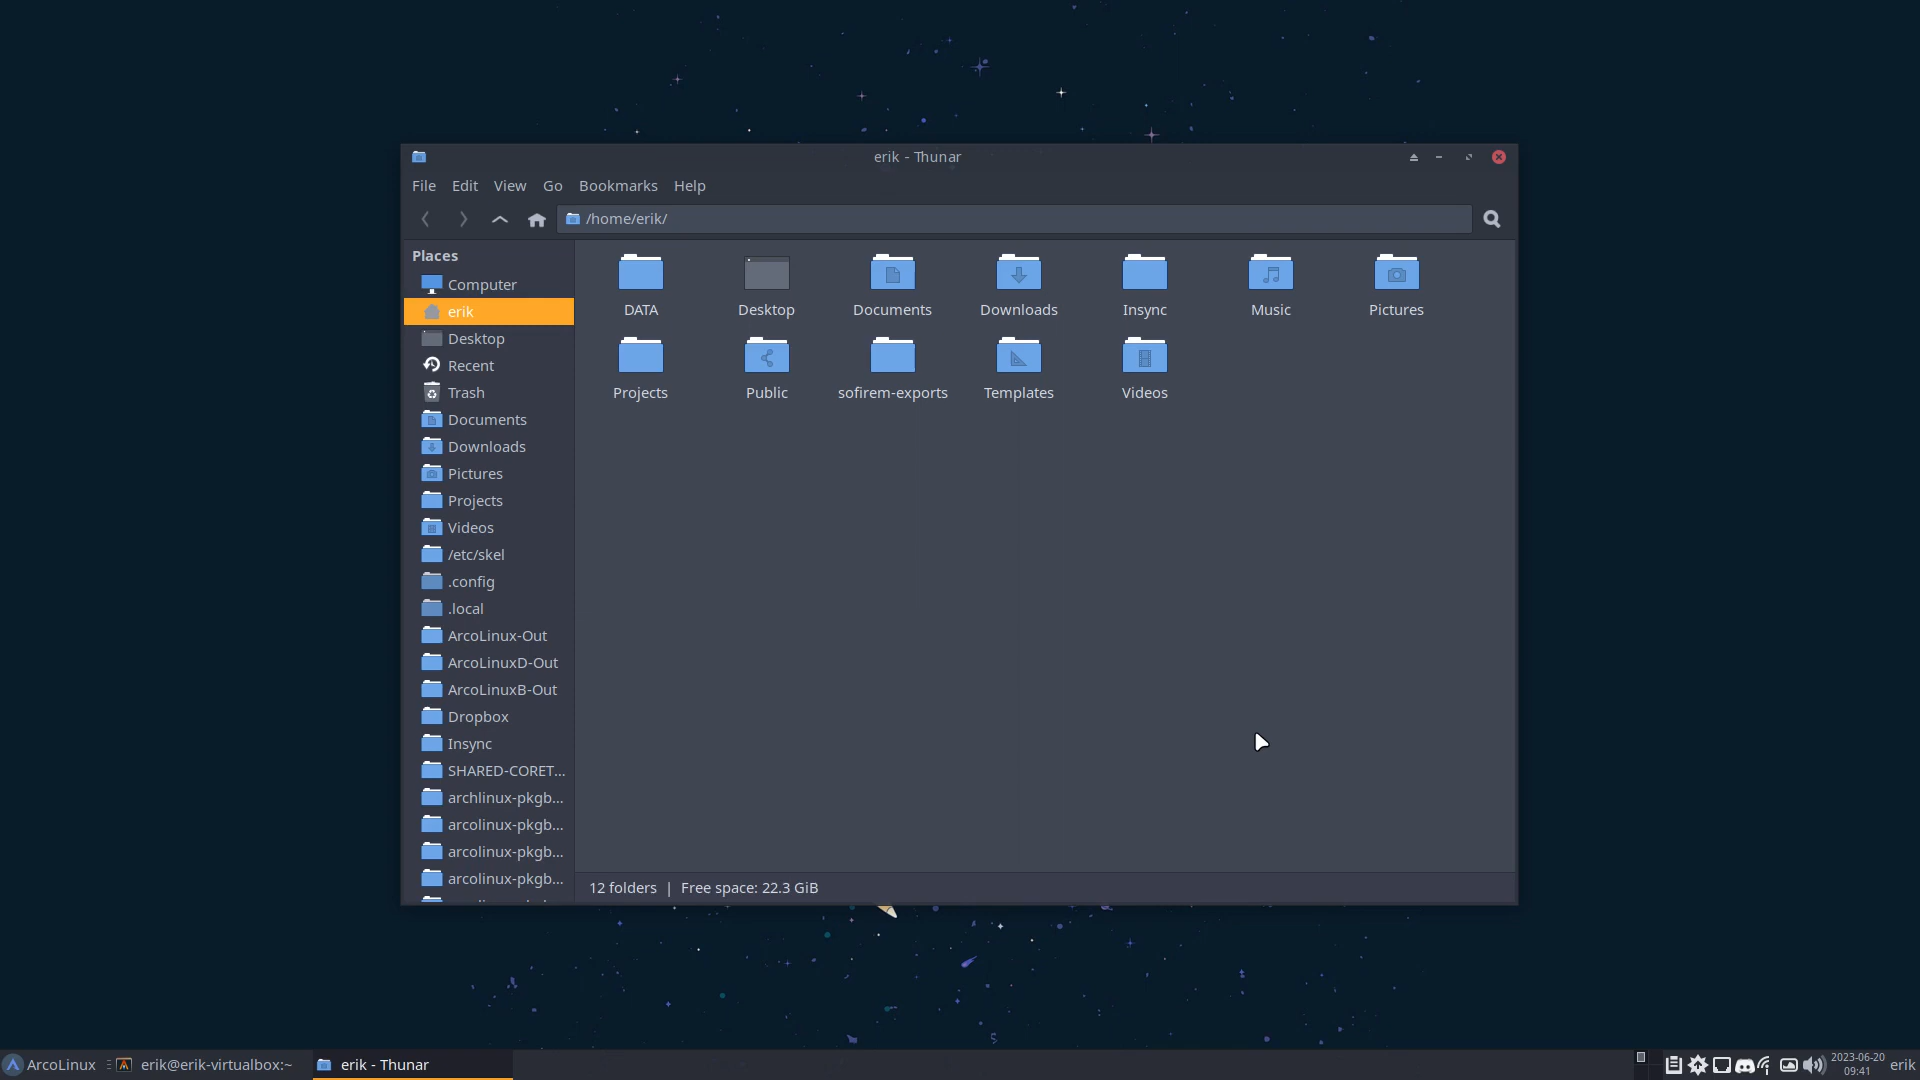 erik - Thunar
File Edit View Go Bookmarks Help
/home/erik/
Places
Computer
erik
Desktop
Recent
Trash
Documents
Downloads
Pictures
Projects
Videos
/etc/skel
.config
.local
ArcoLinux-Out
ArcoLinuxD-Out
ArcoLinuxB-Out
Dropbox
Insync
SHARED-CORET...
archlinux-pkgb...
arcolinux-pkgb...
arcolinux-pkgb...
arcolinux-pkgb...
DATA Desktop Documents Downloads Insync Music Pictures
Projects Public sofirem-exports Templates Videos
12 folders | Free space: 22.3 GiB
ArcoLinux erik@erik-virtualbox:~ erik - Thunar
2023-06-20
09:41
erik